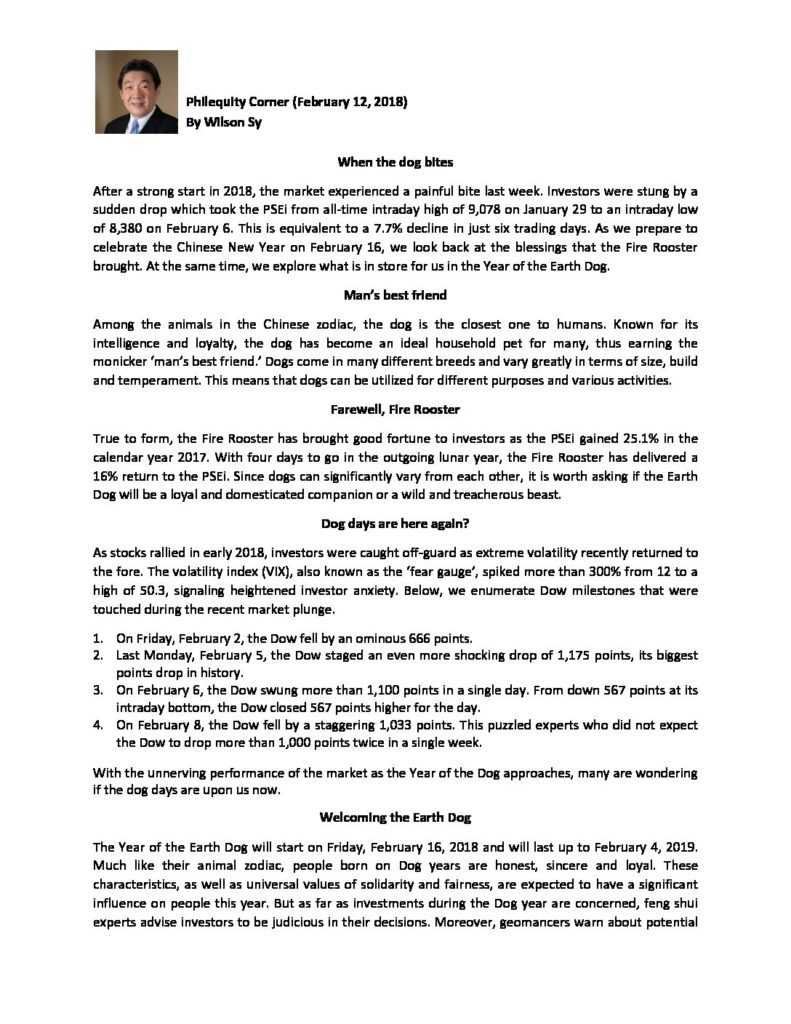 Philequity Corner (February 12, 2018)
By Wilson Sy
When the dog bites
After a strong start in 2018, the market experienced a painful bite last week. Investors were stung by a
sudden drop which took the PSEi from all-time intraday high of 9,078 on January 29 to an intraday low
of 8,380 on February 6. This is equivalent to a 7.7% decline in just six trading days. As we prepare to
celebrate the Chinese New Year on February 16, we look back at the blessings that the Fire Rooster
brought. At the same time, we explore what is in store for us in the Year of the Earth Dog.
Man's best friend
Among the animals in the Chinese zodiac, the dog is the closest one to humans. Known for its
intelligence and loyalty, the dog has become an ideal household pet for many, thus earning the
monicker 'man's best friend.' Dogs come in many different breeds and vary greatly in terms of size, build
and temperament. This means that dogs can be utilized for different purposes and various activities.
Farewell, Fire Rooster
True to form, the Fire Rooster has brought good fortune to investors as the PSEi gained 25.1% in the
calendar year 2017. With four days to go in the outgoing lunar year, the Fire Rooster has delivered a
16% return to the PSEi. Since dogs can significantly vary from each other, it is worth asking if the Earth
Dog will be a loyal and domesticated companion or a wild and treacherous beast.
Dog days are here again?
As stocks rallied in early 2018, investors were caught off-guard as extreme volatility recently returned to
the fore. The volatility index (VIX), also known as the 'fear gauge', spiked more than 300% from 12 to a
high of 50.3, signaling heightened investor anxiety. Below, we enumerate Dow milestones that were
touched during the recent market plunge.
1. On Friday, February 2, the Dow fell by an ominous 666 points.
2. Last Monday, February 5, the Dow staged an even more shocking drop of 1,175 points, its biggest
points drop in history.
3. On February 6, the Dow swung more than 1,100 points in a single day. From down 567 points at its
intraday bottom, the Dow closed 567 points higher for the day.
4. On February 8, the Dow fell by a staggering 1,033 points. This puzzled experts who did not expect
the Dow to drop more than 1,000 points twice in a single week.
With the unnerving performance of the market as the Year of the Dog approaches, many are wondering
if the dog days are upon us now.
Welcoming the Earth Dog
The Year of the Earth Dog will start on Friday, February 16, 2018 and will last up to February 4, 2019.
Much like their animal zodiac, people born on Dog years are honest, sincere and loyal. These
characteristics, as well as universal values of solidarity and fairness, are expected to have a significant
influence on people this year. But as far as investments during the Dog year are concerned, feng shui
experts advise investors to be judicious in their decisions. Moreover, geomancers warn about potential